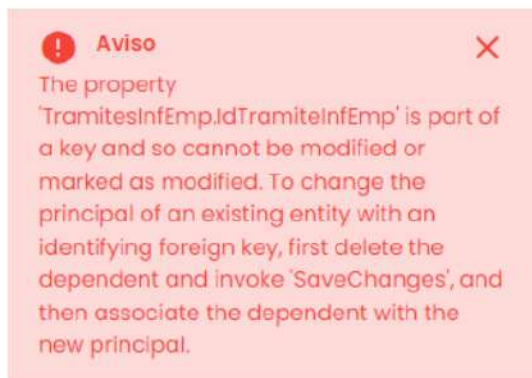 Aviso
The property
'TramitesInfEmp.IdTramiteInfEmp' is part of
a key and so cannot be modified or
marked as modified. To change the
principal of an existing entity with an
identifying foreign key, first delete the
dependent and invoke 'SaveChanges', and
then associate the dependent with the
new principal.